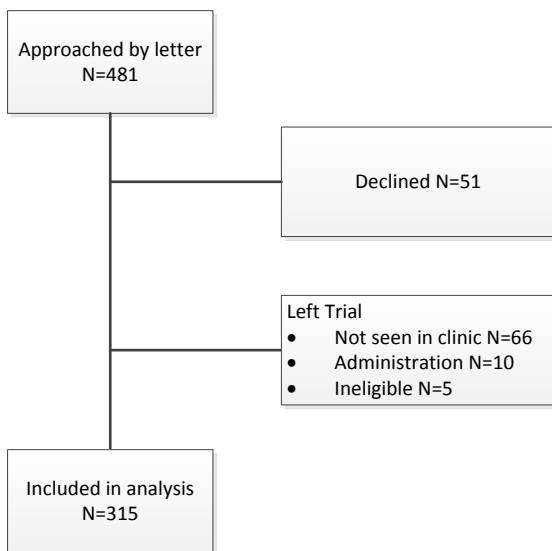 Approached by letter
N=481
Declined N=51
Left Trial
• Not seen in clinic N=66
• Administration N=10
• Ineligible N=5
Included in analysis
N=315